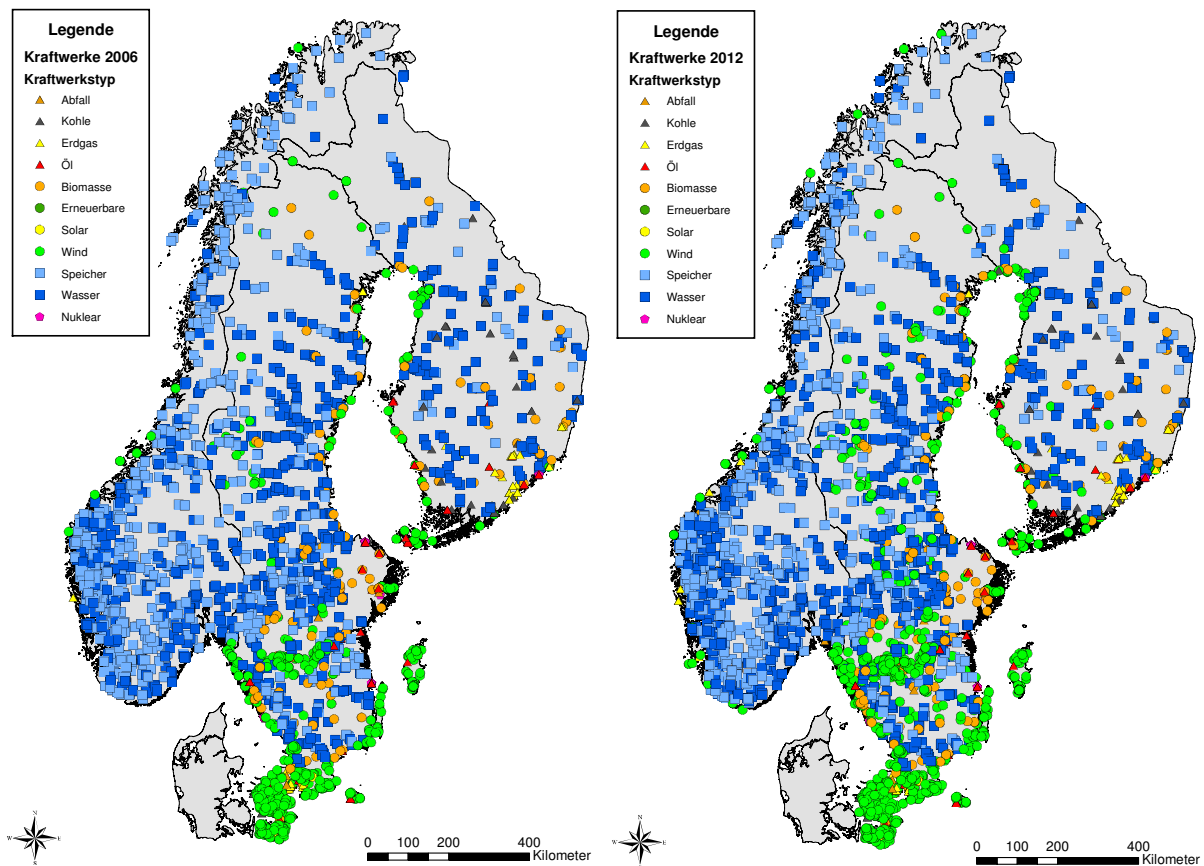 Legende
Kraftwerke 2006
Kraftwerkstyp
Abfall
Kohle
Erdgas
Öl
Biomasse
Erneuerbare
Solar
Wind
Speicher
Wasser
Nuklear
N
W
E
S
0 100 200 400
Kilometer
Legende
Kraftwerke 2012
Kraftwerkstyp
Abfall
Kohle
Erdgas
Öl
Biomasse
Erneuerbare
Solar
Wind
Speicher
Wasser
Nuklear
N
W
E
S
0 100 200 400
Kilometer